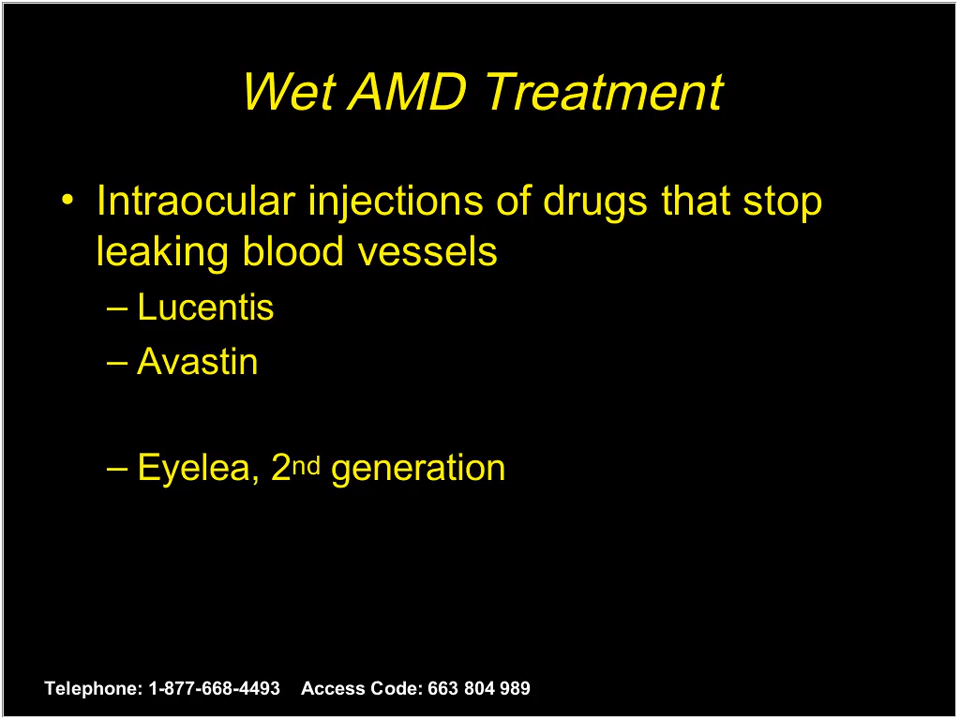 Wet AMD Treatment
• Intraocular injections of drugs that stop
leaking blood vessels
– Lucentis
– Avastin
– Eyelea, 2nd generation
Telephone: 1-877-668-4493 Access Code: 663 804 989